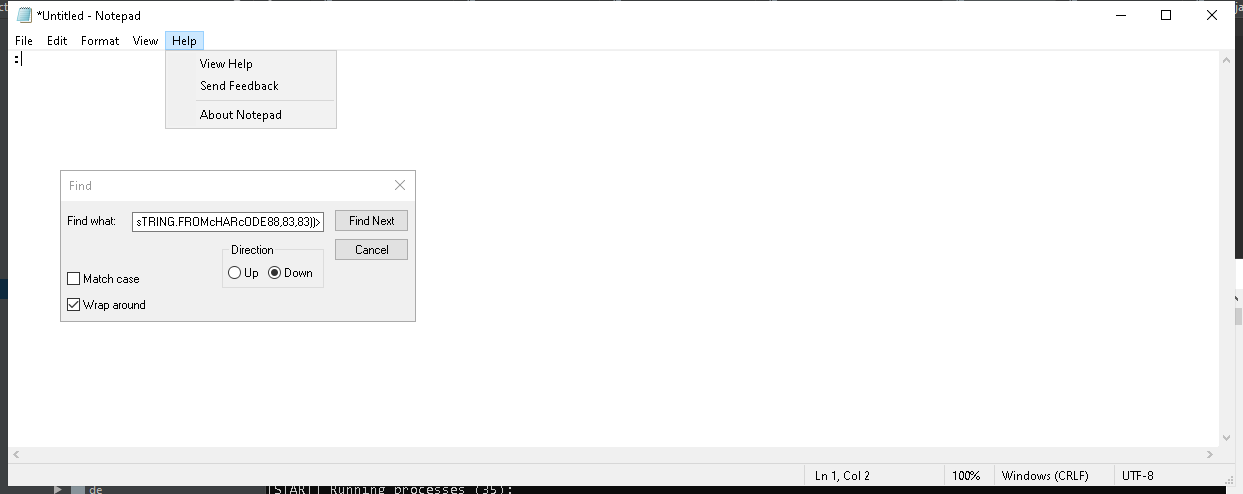 *Untitled - Notepad
File Edit Format View Help
:
View Help
Send Feedback
About Notepad
Find
Find what: sTRING.FROMcHARcODE88,83,83))> Find Next
Direction Cancel
Up Down
Match case
Wrap around
Ln 1, Col 2 100% Windows (CRLF) UTF-8
de [START] Running processes (35):